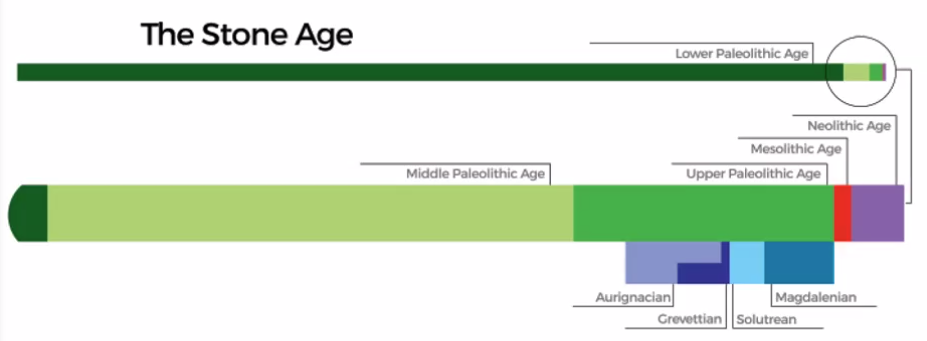 The Stone Age
Lower Paleolithic Age
Neolithic Age
Mesolithic Age
Middle Paleolithic Age
Upper Paleolithic Age
Aurignacian
Magdalenian
Grevettian
Solutrean